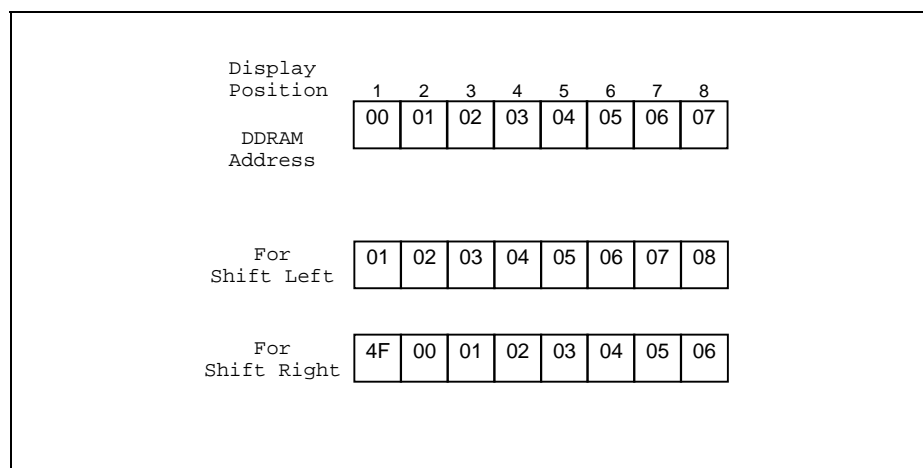 Display
Position 1 2 3 4 5 6 7 8
00 01 02 03 04 05 06 07
DDRAM
Address
For
Shift Left
01 02 03 04 05 06 07 08
For
Shift Right
4F 00 01 02 03 04 05 06